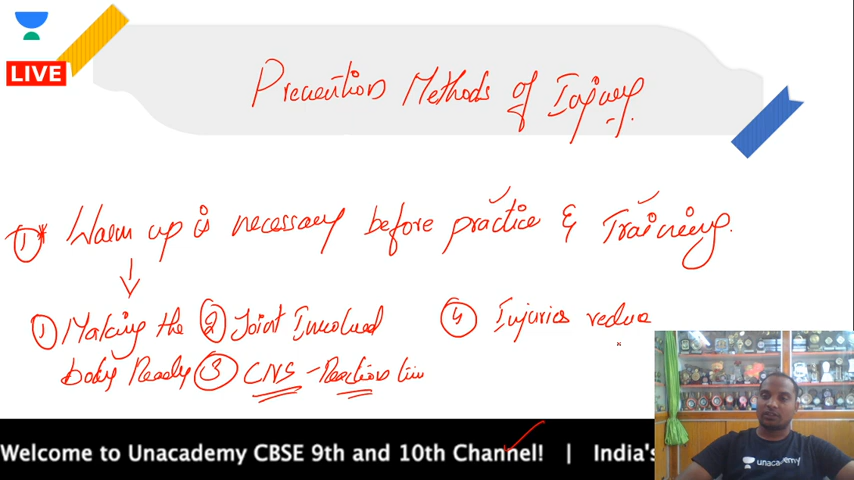 LIVE
Prevention Methods of Injury
① * Warm up is necessary before practice & Training.
① Making the body Ready
② Joint Involved
③ CNS - Reaction tim
④ Injuries reduce
Welcome to Unacademy CBSE 9th and 10th Channel! | India's
unacademy